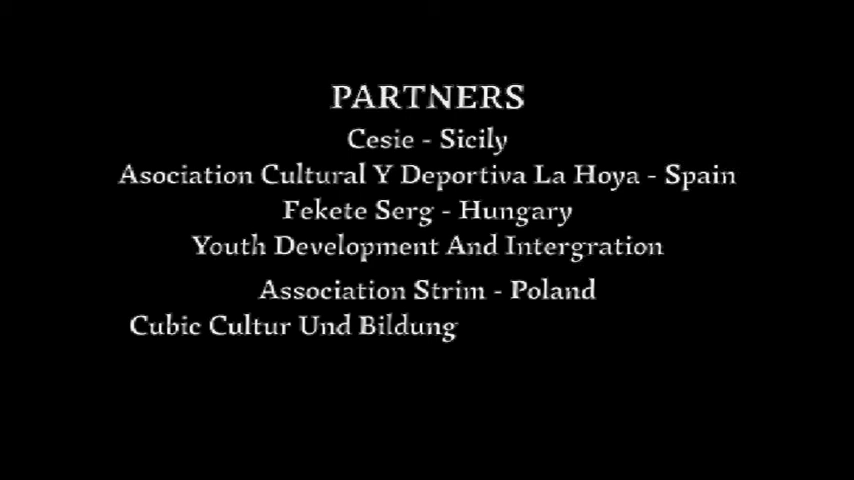 PARTNERS
Cesie - Sicily
Asociation Cultural Y Deportiva La Hoya - Spain
Fekete Serg - Hungary
Youth Development And Intergration
Association Strim - Poland
Cubic Cultur Und Bildung